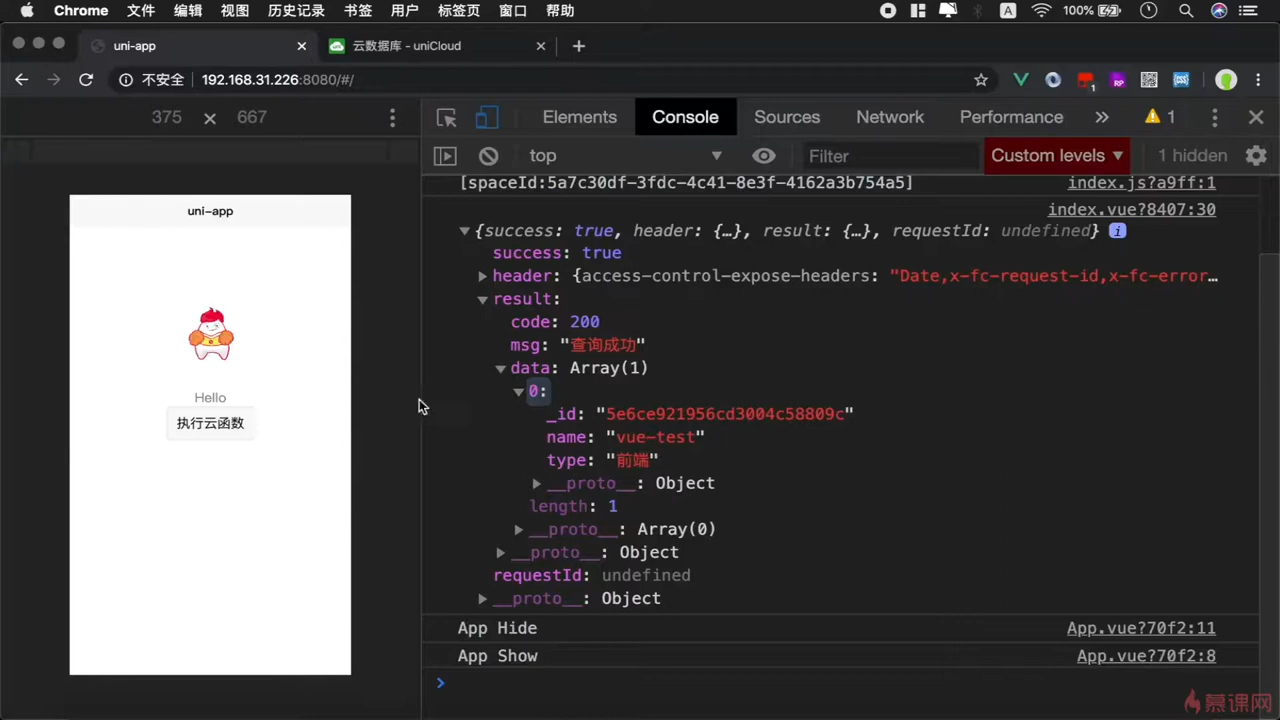 Chrome 文件 编辑 视图 历史记录 书签 用户 标签页 窗口 帮助 A 100%
uni-app 云数据库 - uniCloud
不安全 192.168.31.226:8080/#/ RP 1
375 × 667 Elements Console Sources Network Performance » 1
top Filter Custom levels ▼ 1 hidden
[spaceId:5a7c30df-3fdc-4c41-8e3f-4162a3b754a5] index.js?a9ff:1
index.vue?8407:30
{success: true, header: {…}, result: {…}, requestId: undefined} i
success: true
header: {access-control-expose-headers: "Date,x-fc-request-id,x-fc-error…
result:
code: 200
msg: "查询成功"
data: Array(1)
0:
_id: "5e6ce921956cd3004c58809c"
name: "vue-test"
type: "前端"
__proto__: Object
length: 1
__proto__: Array(0)
__proto__: Object
requestId: undefined
__proto__: Object
App Hide App.vue?70f2:11
App Show App.vue?70f2:8
uni-app
Hello
执行云函数
慕课网